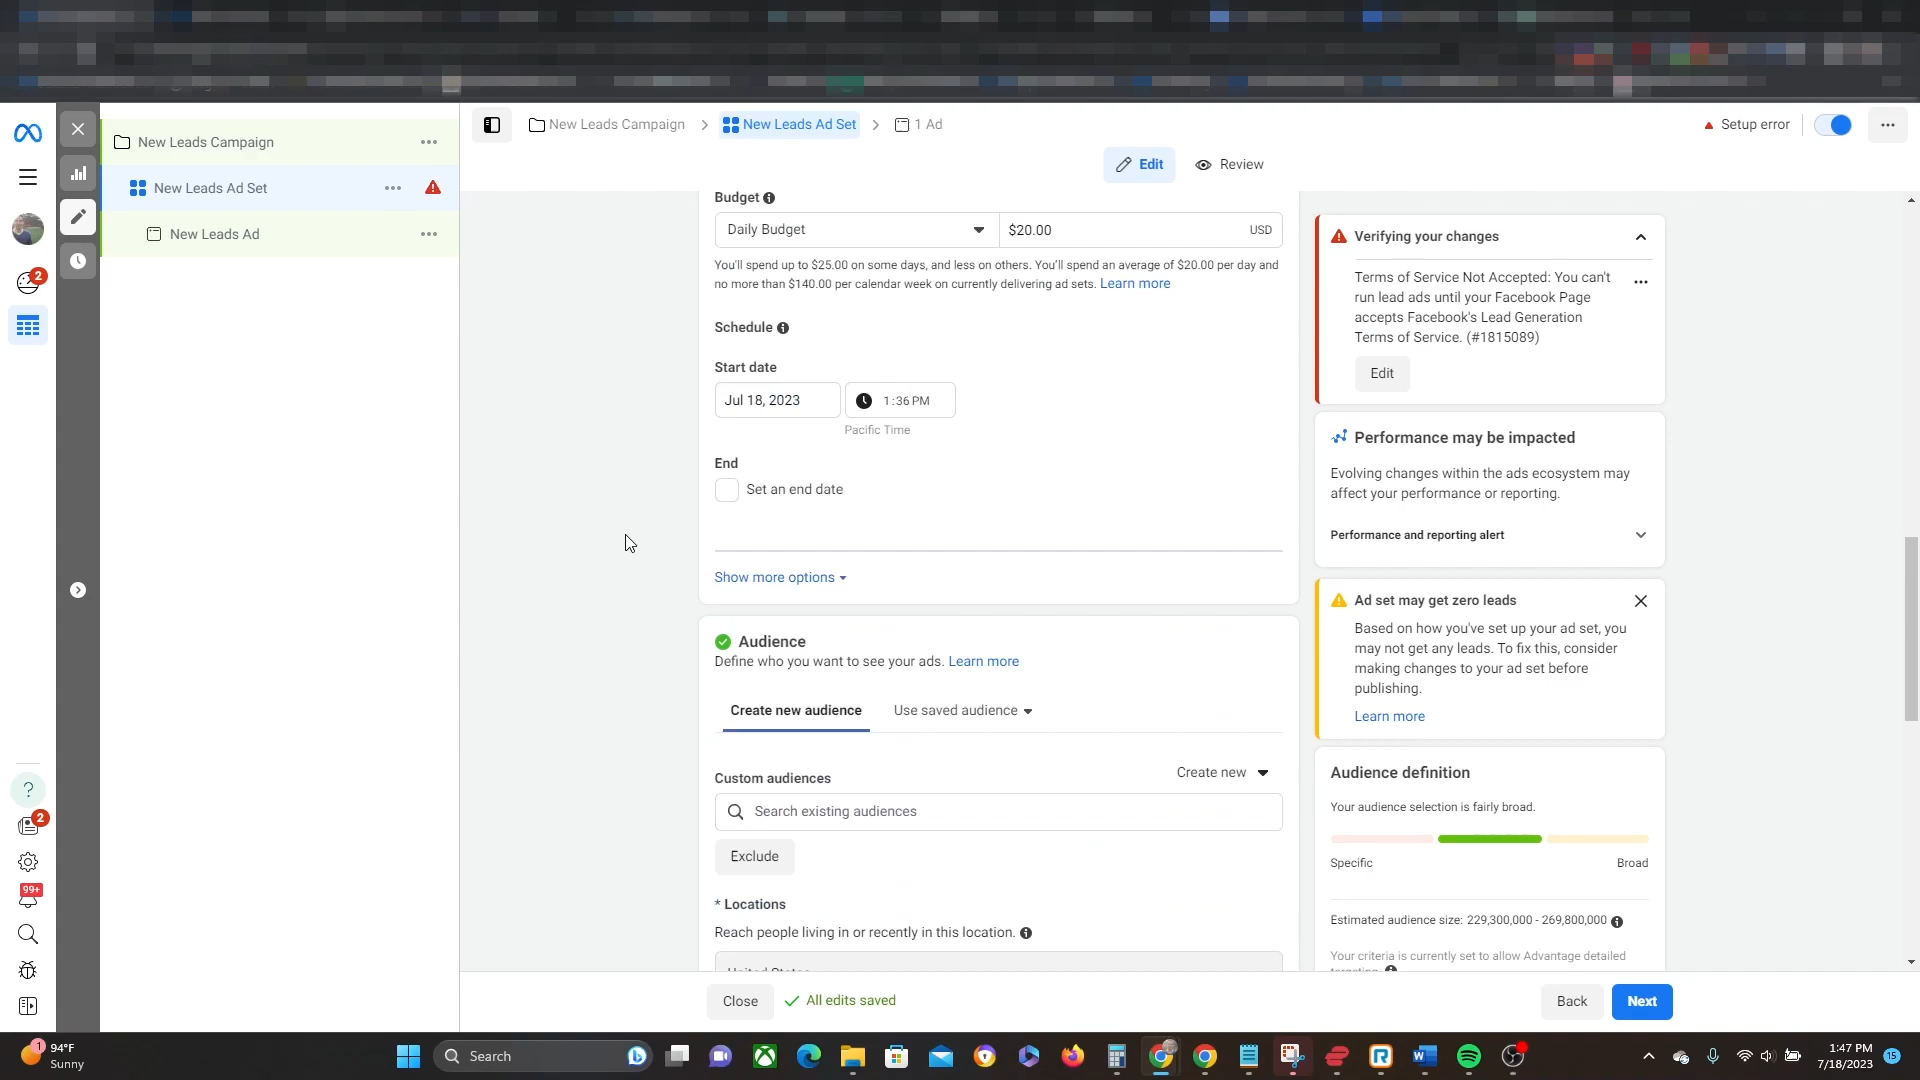 New Leads Campaign
New Leads Ad Set
New Leads Ad
New Leads Campaign
New Leads Ad Set
1 Ad
Setup error
Edit
Review
Budget
Daily Budget
$20.00
USD
You'll spend up to $25.00 on some days, and less on others. You'll spend an average of $20.00 per day and
no more than $140.00 per calendar week on currently delivering ad sets. Learn more
Schedule
Start date
Jul 18, 2023
1:36 PM
Pacific Time
End
Set an end date
Show more options
Audience
Define who you want to see your ads. Learn more
Create new audience
Use saved audience
Custom audiences
Create new
Search existing audiences
Exclude
* Locations
Reach people living in or recently in this location.
United States
Verifying your changes
Terms of Service Not Accepted: You can't
run lead ads until your Facebook Page
accepts Facebook's Lead Generation
Terms of Service. (#1815089)
Edit
Performance may be impacted
Evolving changes within the ads ecosystem may
affect your performance or reporting.
Performance and reporting alert
Ad set may get zero leads
Based on how you've set up your ad set, you
may not get any leads. To fix this, consider
making changes to your ad set before
publishing.
Learn more
Audience definition
Your audience selection is fairly broad.
Specific
Broad
Estimated audience size: 229,300,000 - 269,800,000
Your criteria is currently set to allow Advantage detailed
targeting.
Close
All edits saved
Back
Next
2
?
2
99+
1
94°F
Sunny
Search
1:47 PM
7/18/2023
15